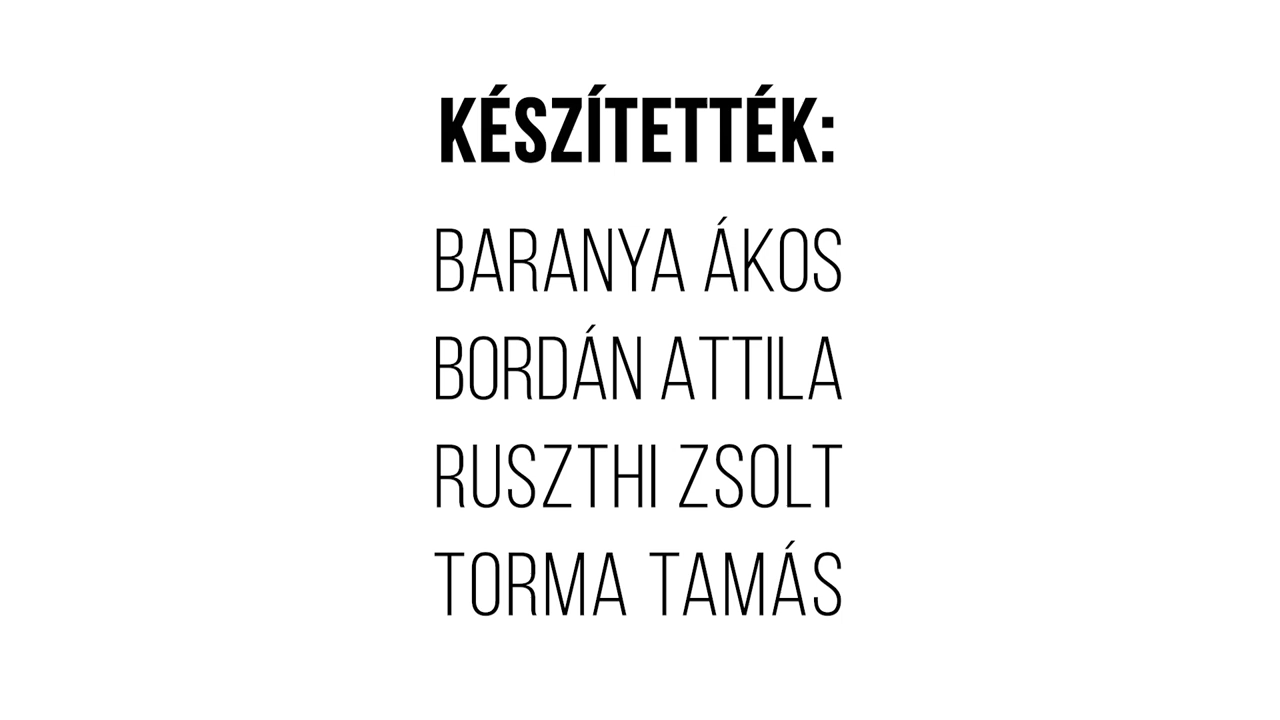 KÉSZÍTETTÉK:
BARANYA ÁKOS
BORDÁN ATTILA
RUSZTHI ZSOLT
TORMA TAMÁS